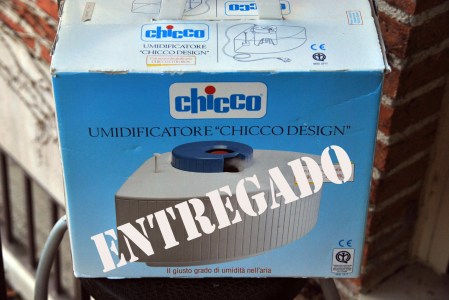 chicco
UMIDIFICATORE
"CHICCO DESIGN"
chicco
UMIDIFICATORE "CHICCO DESIGN"
ENTREGADO
Il giusto grado di umidità nell'aria